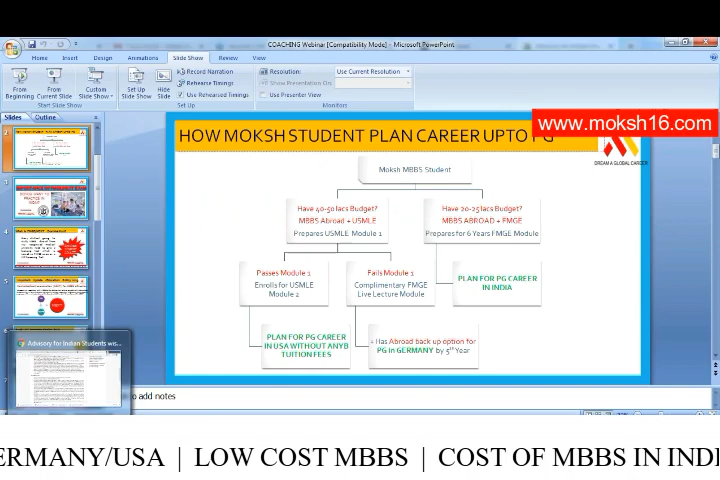 COACHING Webinar [Compatibility Mode] - Microsoft PowerPoint
Home Insert Design Animations Slide Show Review View
From Beginning
From Current Slide
Custom Slide Show
Set Up Slide Show
Hide Slide
Record Narration
Rehearse Timings
Use Rehearsed Timings
Resolution: Use Current Resolution
Show Presentation On:
Use Presenter View
Start Slide Show
Set Up
Monitors
www.moksh16.com
Slides Outline
HOW MOKSH STUDENT PLAN CAREER UPTO PG
DREAM A GLOBAL CAREER
Moksh MBBS Student
Have 40-50 lacs Budget?
MBBS Abroad + USMLE
Prepares USMLE Module 1
Have 20-25 lacs Budget?
MBBS ABROAD + FMGE
Prepares for 6 Years FMGE Module
Passes Module 1
Enrolls for USMLE
Module 2
Fails Module 1
Complimentary FMGE
Live Lecture Module
PLAN FOR PG CAREER
IN INDIA
PLAN FOR PG CAREER
IN USA WITHOUT ANYB
TUITION FEES
+ Has Abroad back up option for
PG in GERMANY by 5th Year
2
3
4
5
6
7
Advisory for Indian Students wis...
o add notes
ERMANY/USA | LOW COST MBBS | COST OF MBBS IN INDI